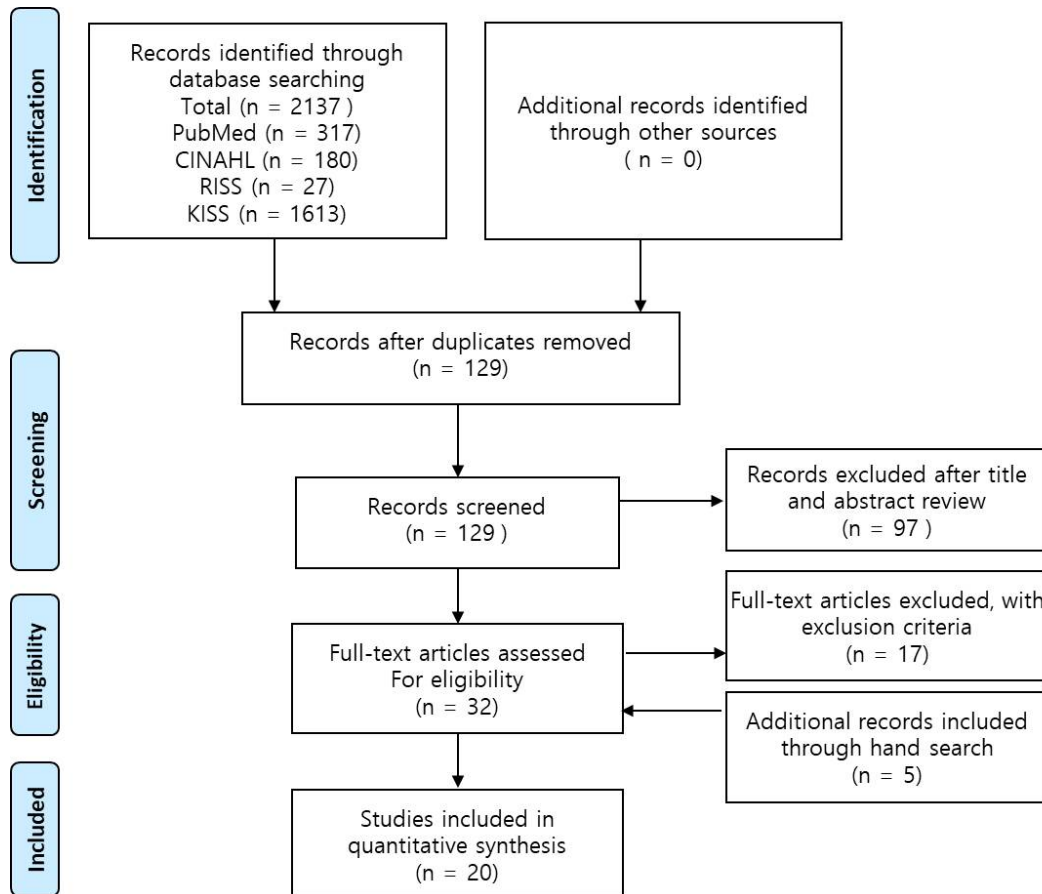 Identification
Records identified through
database searching
Total (n = 2137 )
PubMed (n = 317)
CINAHL (n = 180)
RISS (n = 27)
KISS (n = 1613)
Additional records identified
through other sources
( n = 0)
Records after duplicates removed
(n = 129)
Screening
Records screened
(n = 129 )
Records excluded after title
and abstract review
(n = 97 )
Eligibility
Full-text articles assessed
For eligibility
(n = 32)
Full-text articles excluded, with
exclusion criteria
(n = 17)
Additional records included
through hand search
(n = 5)
Included
Studies included in
quantitative synthesis
(n = 20)